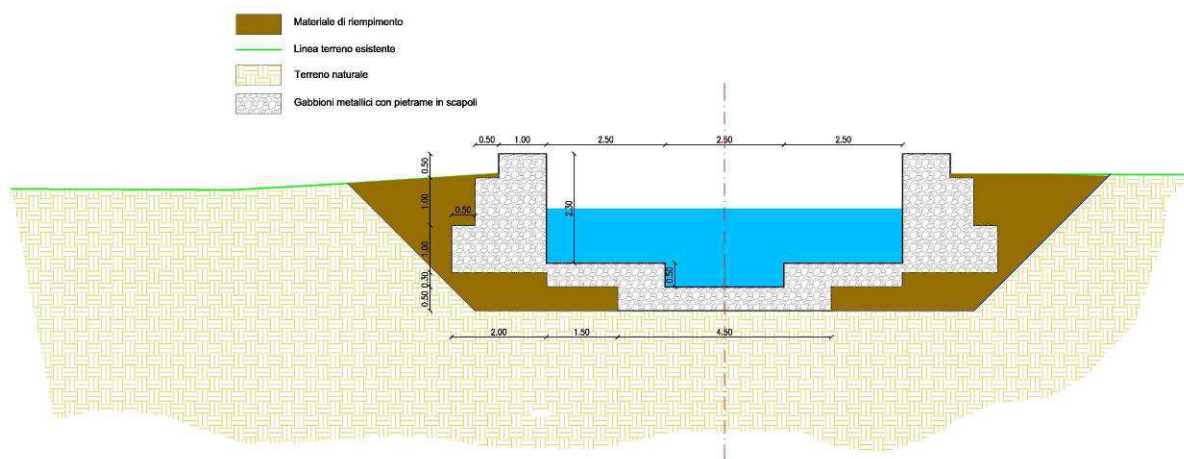 Materiale di riempimento
Linea terreno esistente
Terreno naturale
Gabbioni metallici con pietrame in scapoli
0.50 1.00 2.50 2.50 2.50
0.50
1.00
0.50
1.00
0.30
0.50
2.30
0.50
2.00 1.50 4.50